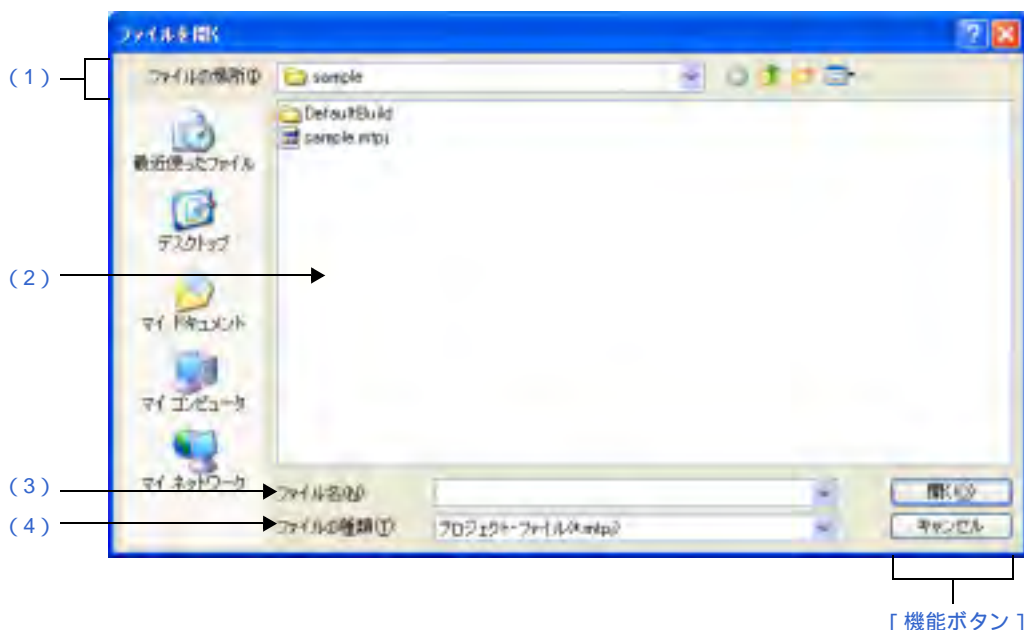 ファイルを開く
(1)
ファイルの場所(I)
sample
DefaultBuild
sample.mtpj
最近使ったファイル
デスクトップ
(2)
マイ ドキュメント
マイ コンピュータ
マイ ネットワーク
(3)
ファイル名(N)
開く(O)
(4)
ファイルの種類(T)
プロジェクト・ファイル(*.mtpj)
キャンセル
[ 機能ボタン ]